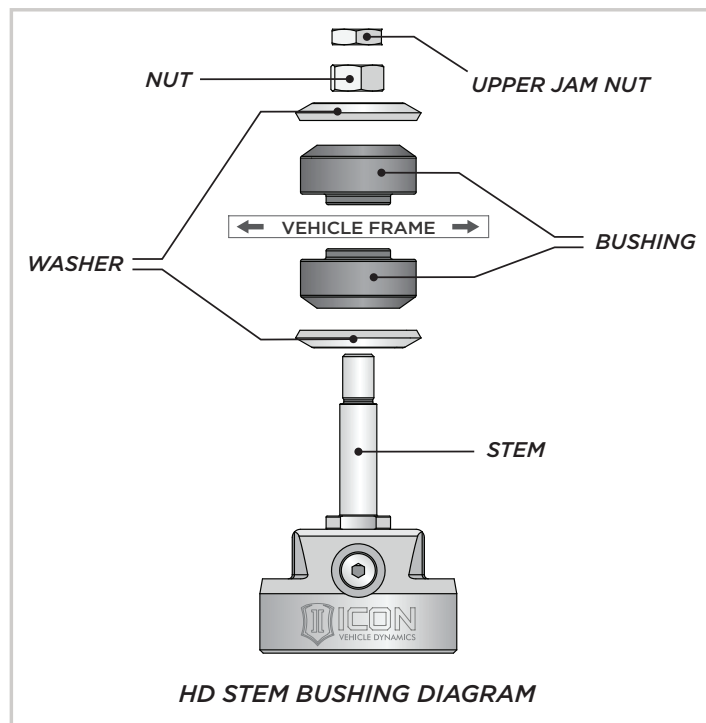 NUT
UPPER JAM NUT
VEHICLE FRAME
WASHER
BUSHING
STEM
ICON
VEHICLE DYNAMICS
HD STEM BUSHING DIAGRAM